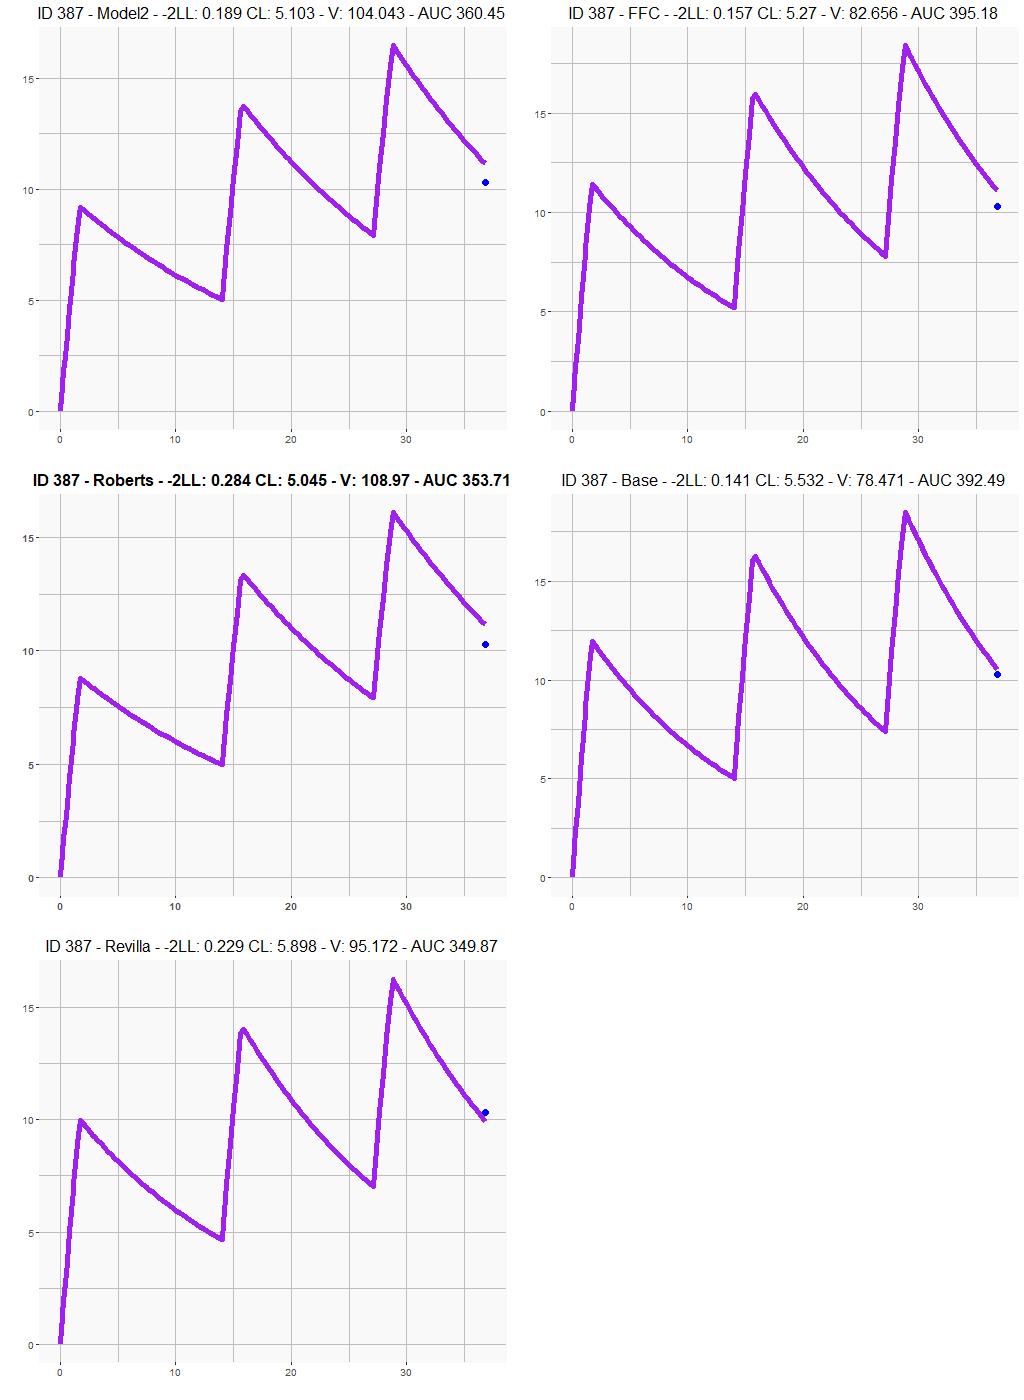 ID 387 - Model2 - -2LL: 0.189 CL: 5.103 - V: 104.043 - AUC 360.45
15
10
5
0
0 10 20 30
ID 387 - FFC - -2LL: 0.157 CL: 5.27 - V: 82.656 - AUC 395.18
15
10
5
0
0 10 20 30
ID 387 - Roberts - -2LL: 0.284 CL: 5.045 - V: 108.97 - AUC 353.71
15
10
5
0
0 10 20 30
ID 387 - Base - -2LL: 0.141 CL: 5.532 - V: 78.471 - AUC 392.49
15
10
5
0
0 10 20 30
ID 387 - Revilla - -2LL: 0.229 CL: 5.898 - V: 95.172 - AUC 349.87
15
10
5
0
0 10 20 30